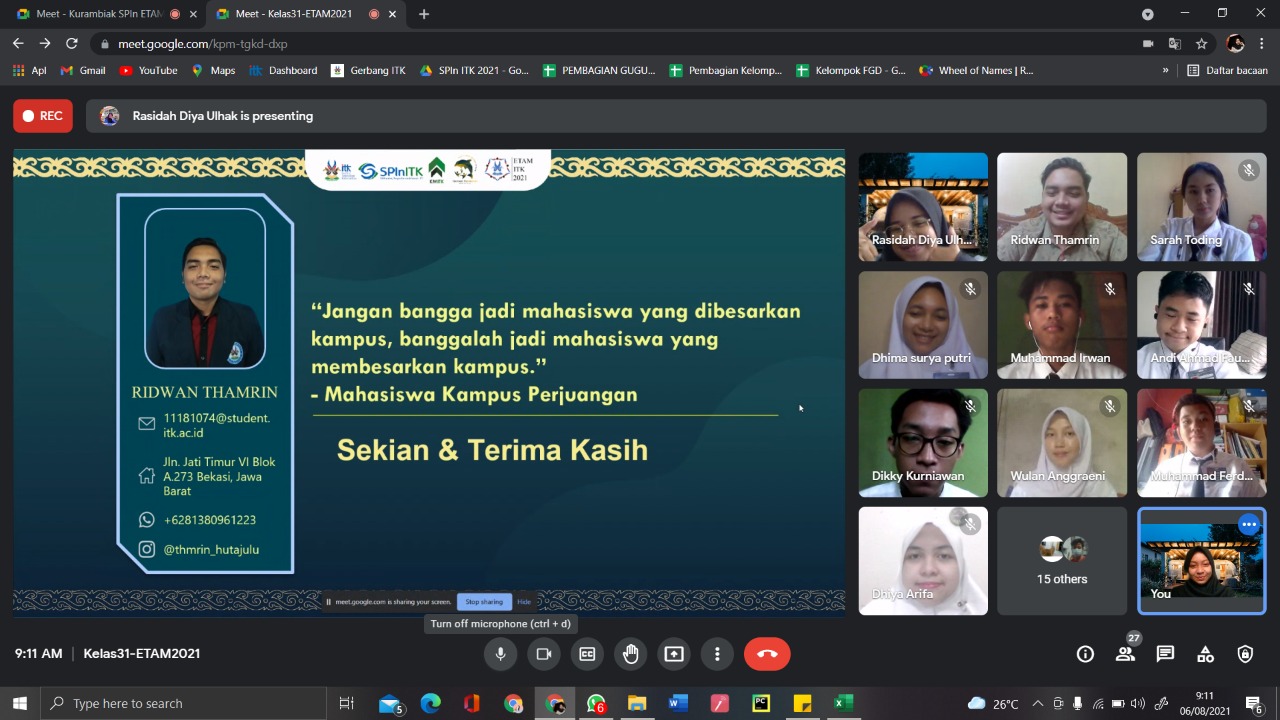 Meet - Kurambiak SPIn ETAM
Meet - Kelas31-ETAM2021
meet.google.com/kpm-tgkd-dxp
Apl
Gmail
YouTube
Maps
itk
Dashboard
Gerbang ITK
SPIn ITK 2021 - Go...
PEMBAGIAN GUGU...
Pembagian Kelomp...
Kelompok FGD - G...
Wheel of Names | R...
»
Daftar bacaan
REC
Rasidah Diya Ulhak is presenting
itk
SPInITK
ETAM
ITK
2021
RIDWAN THAMRIN
11181074@student.
itk.ac.id
Jln. Jati Timur VI Blok
A.273 Bekasi, Jawa
Barat
+6281380961223
@thmrin_hutajulu
“Jangan bangga jadi mahasiswa yang dibesarkan
kampus, banggalah jadi mahasiswa yang
membesarkan kampus.”
- Mahasiswa Kampus Perjuangan
Sekian & Terima Kasih
meet.google.com is sharing your screen.
Stop sharing
Hide
Turn off microphone (ctrl + d)
Rasidah Diya Ulh...
Ridwan Thamrin
Sarah Toding
Dhima surya putri
Muhammad Irwan
Andi Ahmad Fau...
Dikky Kurniawan
Wulan Anggraeni
Muhammad Ferd...
Dhiya Arifa
15 others
You
9:11 AM | Kelas31-ETAM2021
27
Type here to search
5
6
W
PC
X
26°C
9:11
06/08/2021
6